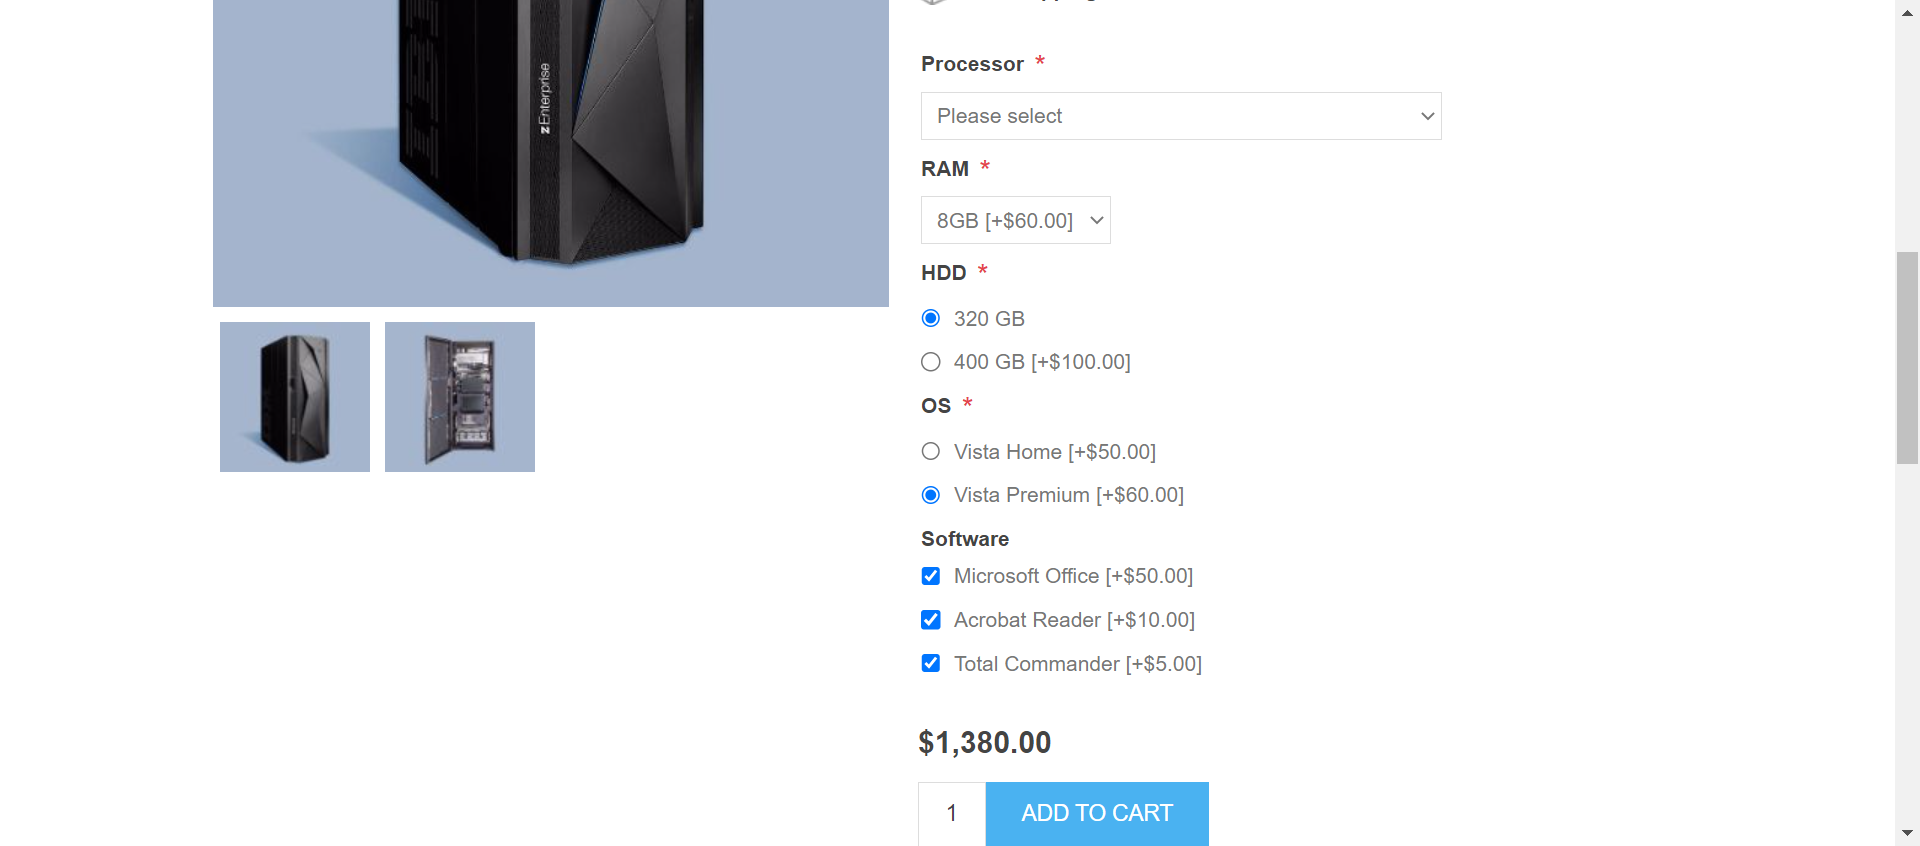 zEnterprise
Processor *
Please select
RAM *
8GB [+$60.00]
HDD *
320 GB
400 GB [+$100.00]
OS *
Vista Home [+$50.00]
Vista Premium [+$60.00]
Software
Microsoft Office [+$50.00]
Acrobat Reader [+$10.00]
Total Commander [+$5.00]
$1,380.00
1 ADD TO CART